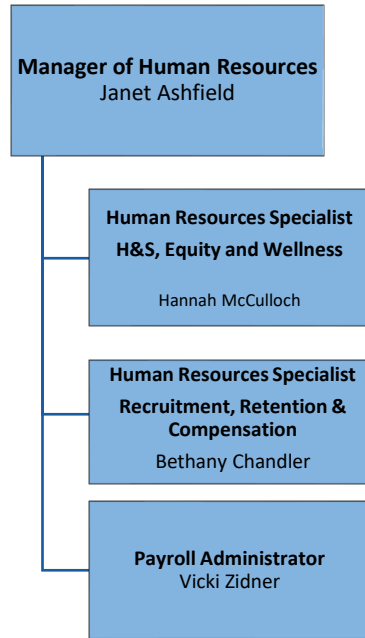 Manager of Human Resources
Janet Ashfield
Human Resources Specialist
H&S, Equity and Wellness
Hannah McCulloch
Human Resources Specialist
Recruitment, Retention &
Compensation
Bethany Chandler
Payroll Administrator
Vicki Zidner